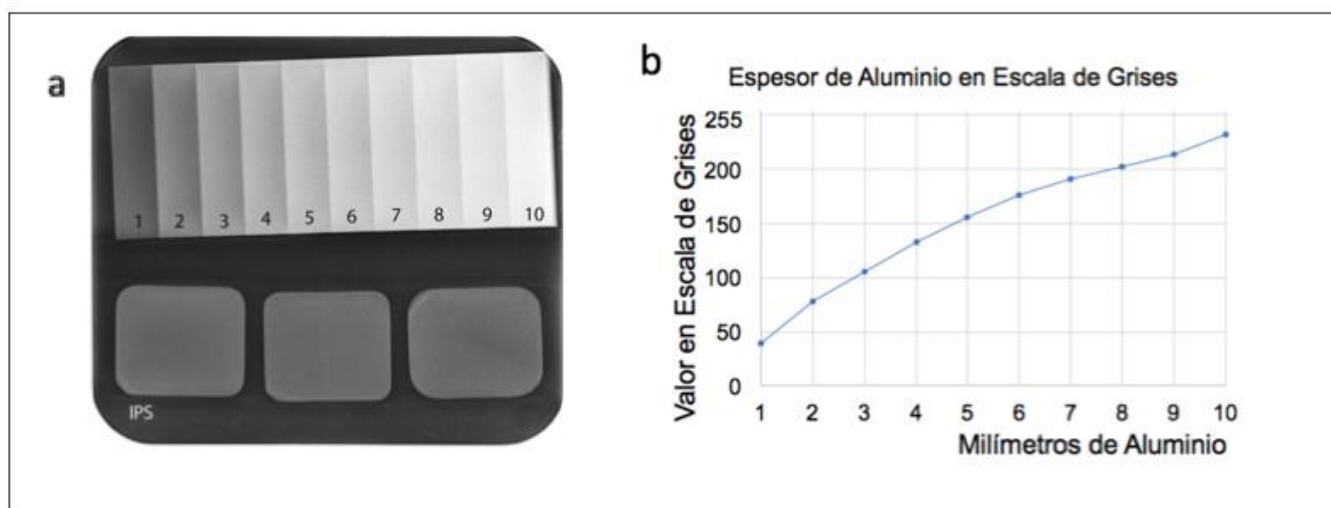 a
1 2 3 4 5 6 7 8 9 10
IPS
b
Espesor de Aluminio en Escala de Grises
Valor en Escala de Grises
255
200
150
100
50
0
1 2 3 4 5 6 7 8 9 10
Milímetros de Aluminio